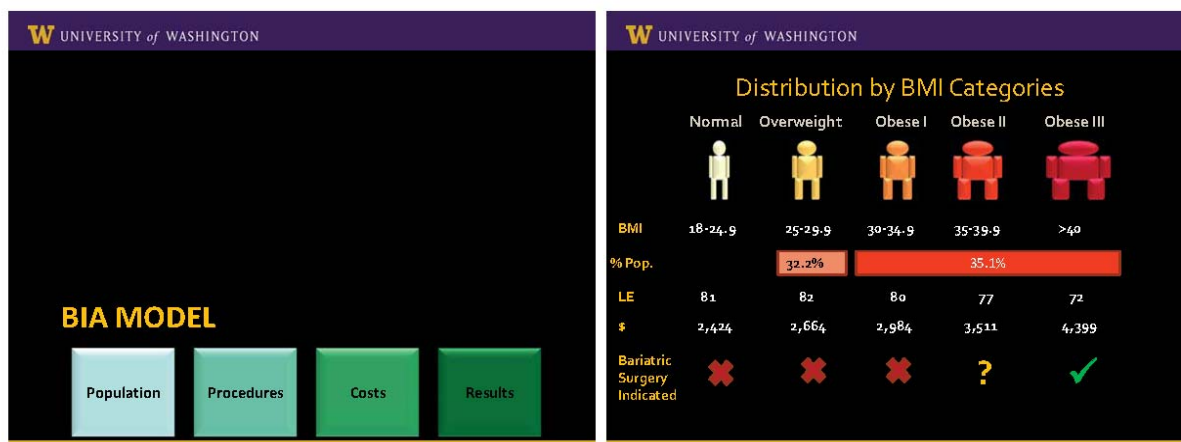 W UNIVERSITY of WASHINGTON
BIA MODEL
Population Procedures Costs Results
W UNIVERSITY of WASHINGTON
Distribution by BMI Categories
Normal Overweight Obese I Obese II Obese III
BMI 18-24.9 25-29.9 30-34.9 35-39.9 >40
% Pop. 32.2% 35.1%
LE 81 82 80 77 72
$ 2,424 2,664 2,984 3,511 4,399
Bariatric
Surgery ?
Indicated